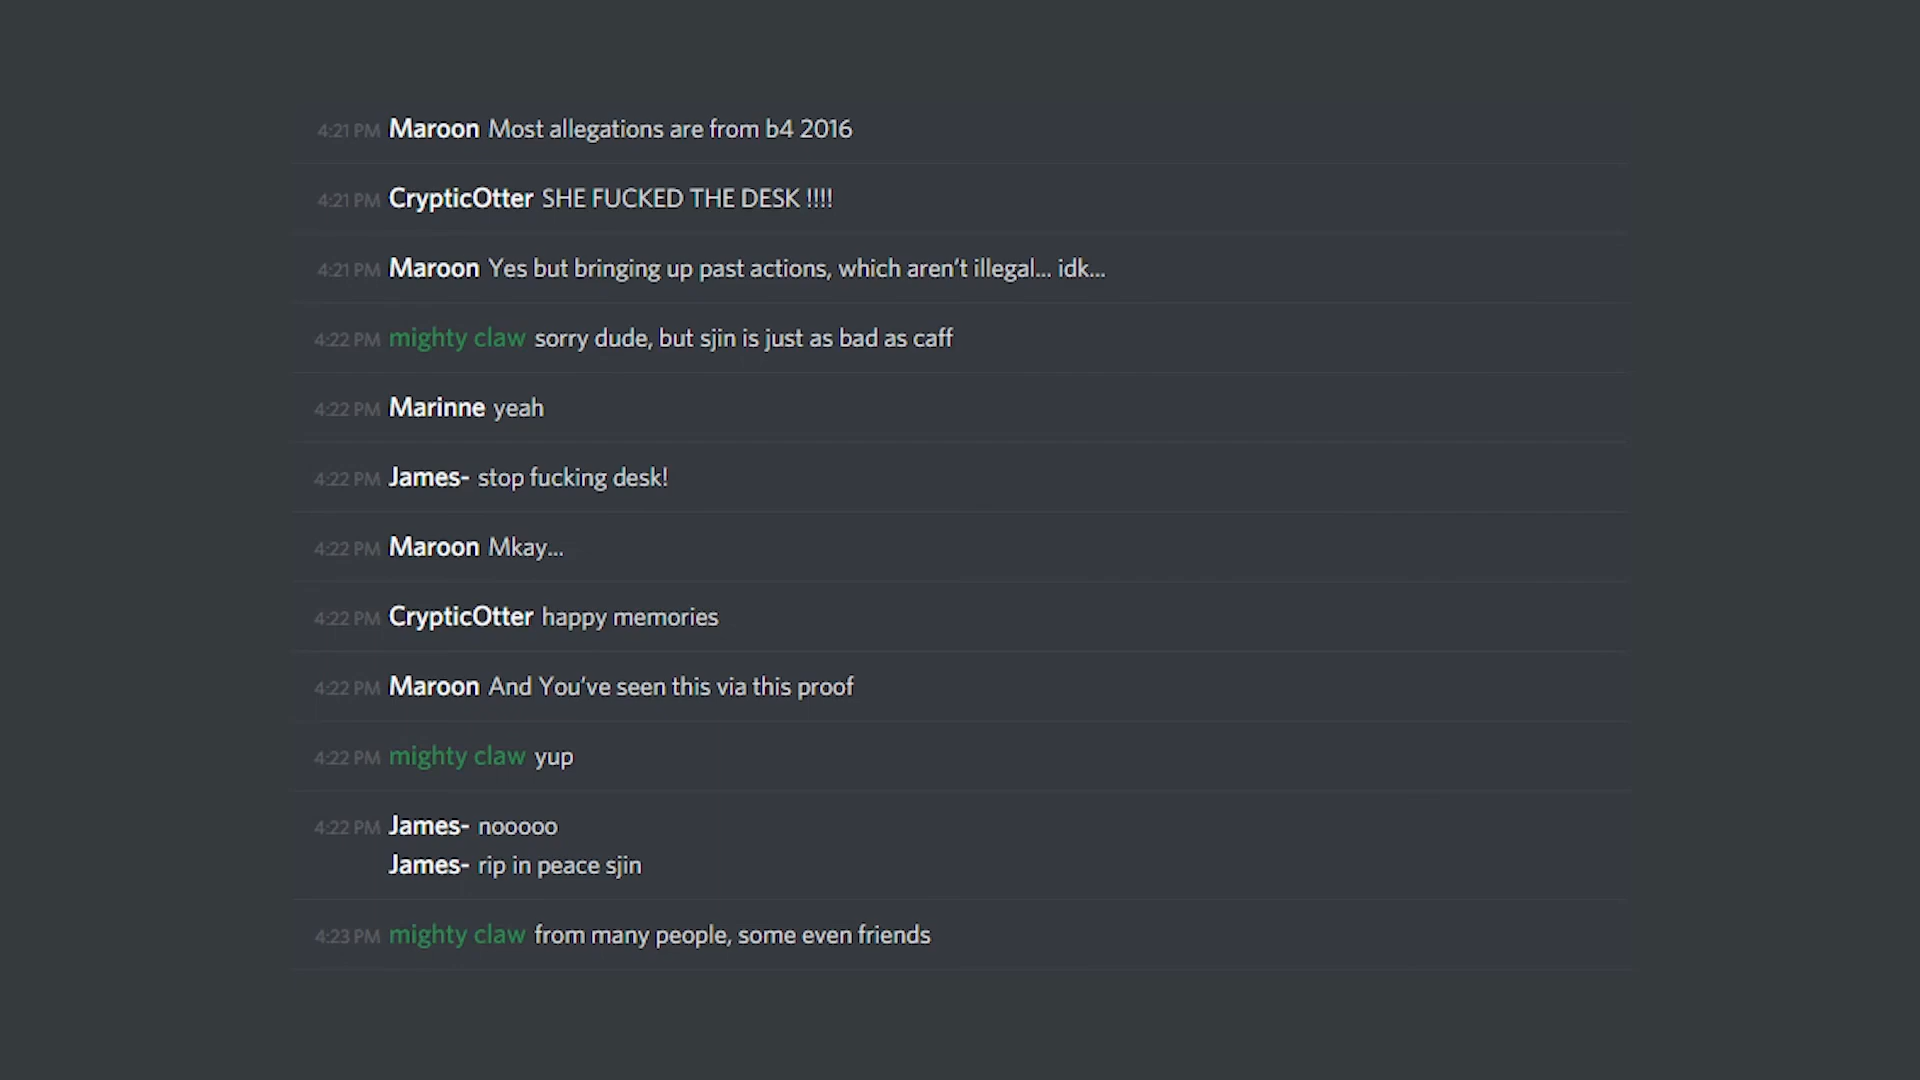 4:21 PM Maroon Most allegations are from b4 2016
4:21 PM CrypticOtter SHE FUCKED THE DESK !!!!
4:21 PM Maroon Yes but bringing up past actions, which aren't illegal... idk...
4:22 PM mighty claw sorry dude, but sjin is just as bad as caff
4:22 PM Marinne yeah
4:22 PM James- stop fucking desk!
4:22 PM Maroon Mkay...
4:22 PM CrypticOtter happy memories
4:22 PM Maroon And You've seen this via this proof
4:22 PM mighty claw yup
4:22 PM James- nooooo
James- rip in peace sjin
4:23 PM mighty claw from many people, some even friends